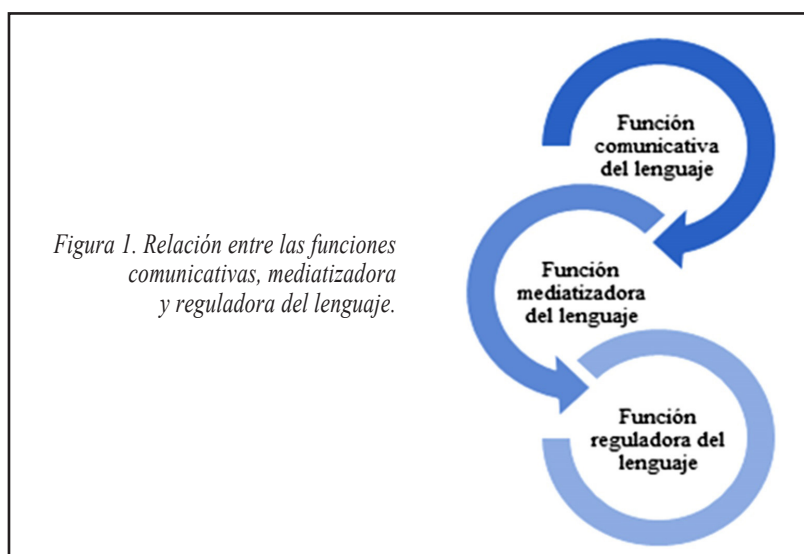 Figura 1. Relación entre las funciones
comunicativas, mediatizadora
y reguladora del lenguaje.
Función
comunicativa
del lenguaje
Función
mediatizadora
del lenguaje
Función
reguladora del
lenguaje